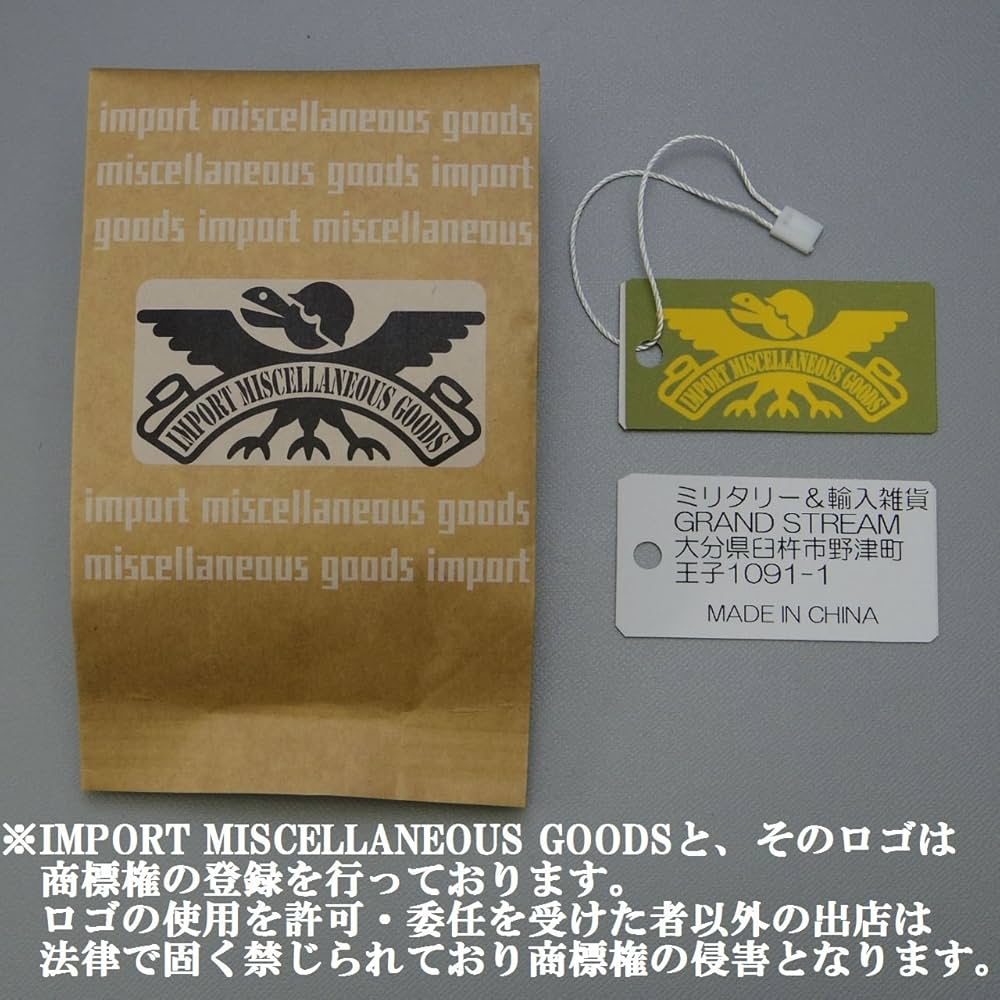 import miscellaneous goods
miscellaneous goods import
goods import miscellaneous
IMPORT MISCELLANEOUS GOODS
import miscellaneous goods
miscellaneous goods import
IMPORT MISCELLANEOUS GOODS
ミリタリー＆輸入雑貨
GRAND STREAM
大分県臼杵市野津町
王子1091-1
MADE IN CHINA
※IMPORT MISCELLANEOUS GOODSと、そのロゴは
商標権の登録を行っております。
ロゴの使用を許可・委任を受けた者以外の出店は
法律で固く禁じられており商標権の侵害となります。